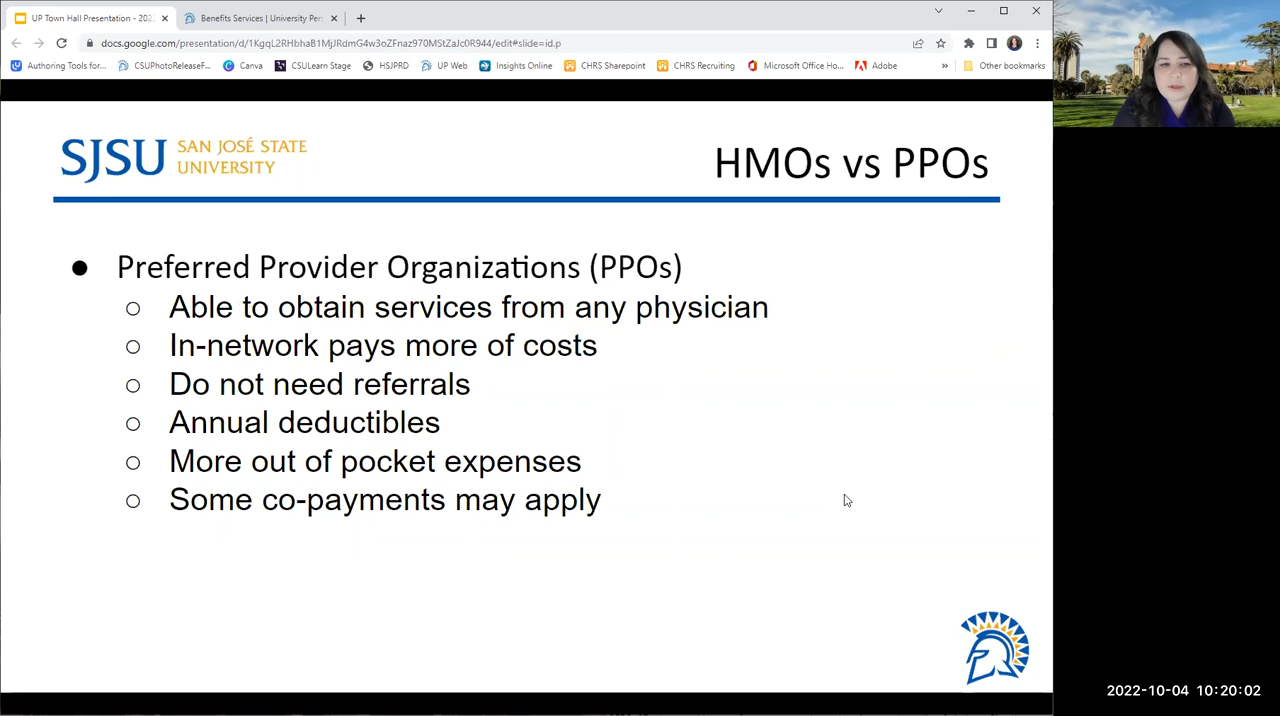 UP Town Hall Presentation - 202
Benefits Services | University Per
docs.google.com/presentation/d/1KgqL2RHbhaB1MjJRdmG4w3oZFnaz970MStZaJc0R944/edit#slide=id.p
Authoring Tools for...
CSUPhotoReleaseF...
Canva
CSULearn Stage
HSJPRD
UP Web
Insights Online
CHRS Sharepoint
CHRS Recruiting
Microsoft Office Ho...
Adobe
»
Other bookmarks
SJSU
SAN JOSÉ STATE
UNIVERSITY
HMOs vs PPOs
● Preferred Provider Organizations (PPOs)
○ Able to obtain services from any physician
○ In-network pays more of costs
○ Do not need referrals
○ Annual deductibles
○ More out of pocket expenses
○ Some co-payments may apply
2022-10-04 10:20:02